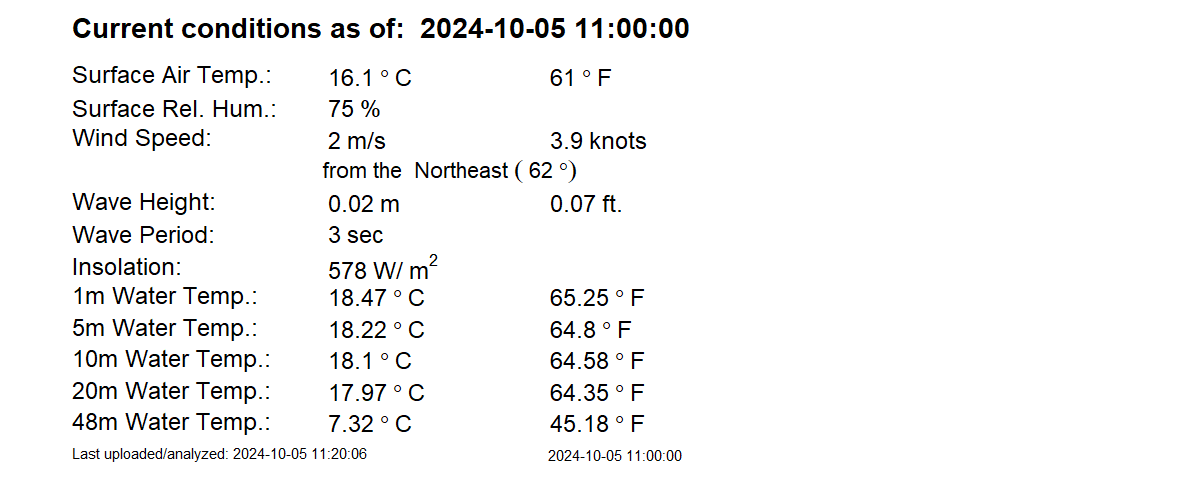 Current conditions as of:  2024-10-05 11:00:00
Surface Air Temp.: 16.1 ° C 61 ° F
Surface Rel. Hum.: 75 %
Wind Speed: 2 m/s 3.9 knots
from the  Northeast ( 62 °)
Wave Height: 0.02 m 0.07 ft.
Wave Period: 3 sec
Insolation: 578 W/ m²
1m Water Temp.: 18.47 ° C 65.25 ° F
5m Water Temp.: 18.22 ° C 64.8 ° F
10m Water Temp.: 18.1 ° C 64.58 ° F
20m Water Temp.: 17.97 ° C 64.35 ° F
48m Water Temp.: 7.32 ° C 45.18 ° F
Last uploaded/analyzed: 2024-10-05 11:20:06 2024-10-05 11:00:00